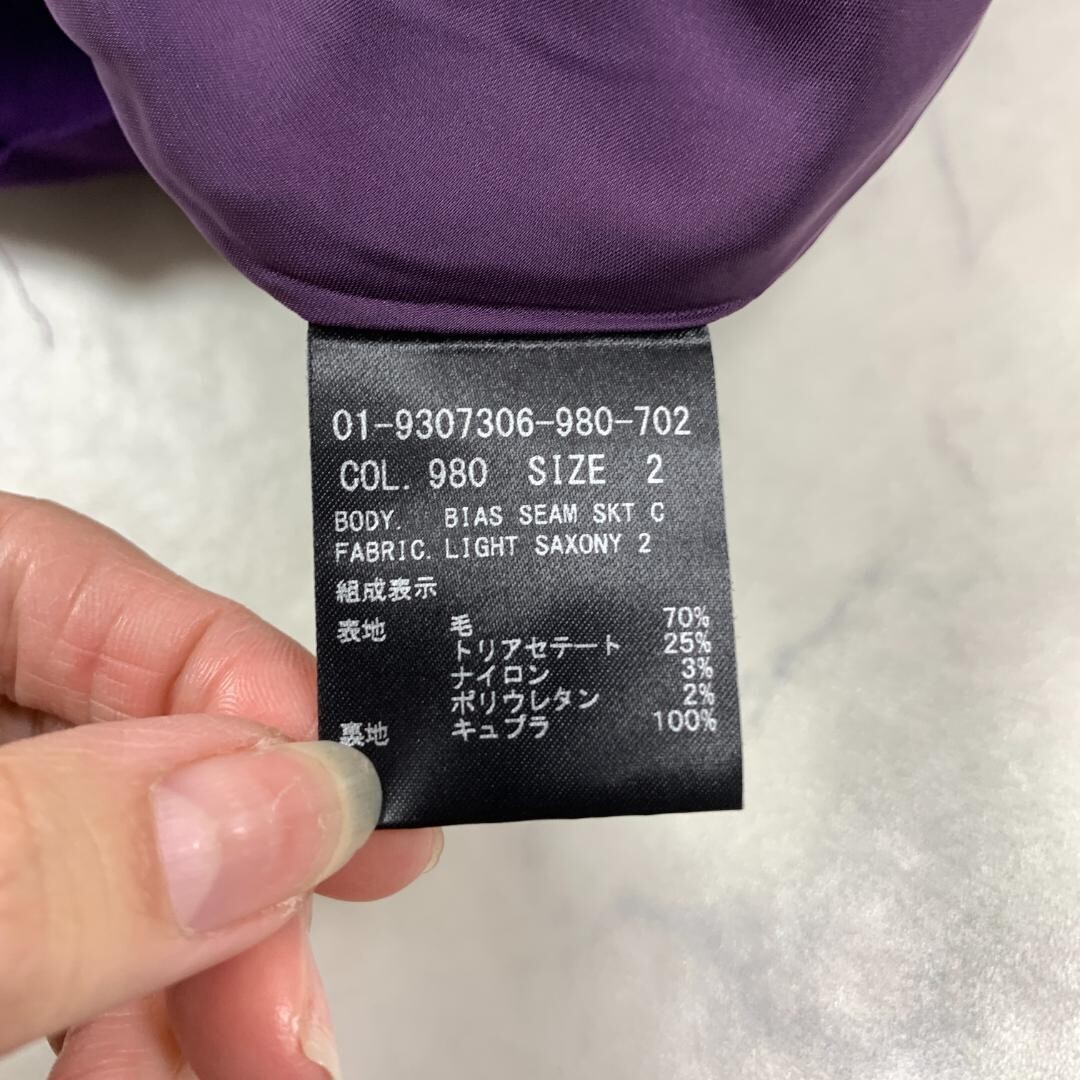 01-9307306-980-702
COL. 980 SIZE 2
BODY. BIAS SEAM SKT C
FABRIC. LIGHT SAXONY 2
組成表示
表地 毛 70%
トリアセテート 25%
ナイロン 3%
ポリウレタン 2%
裏地 キュプラ 100%